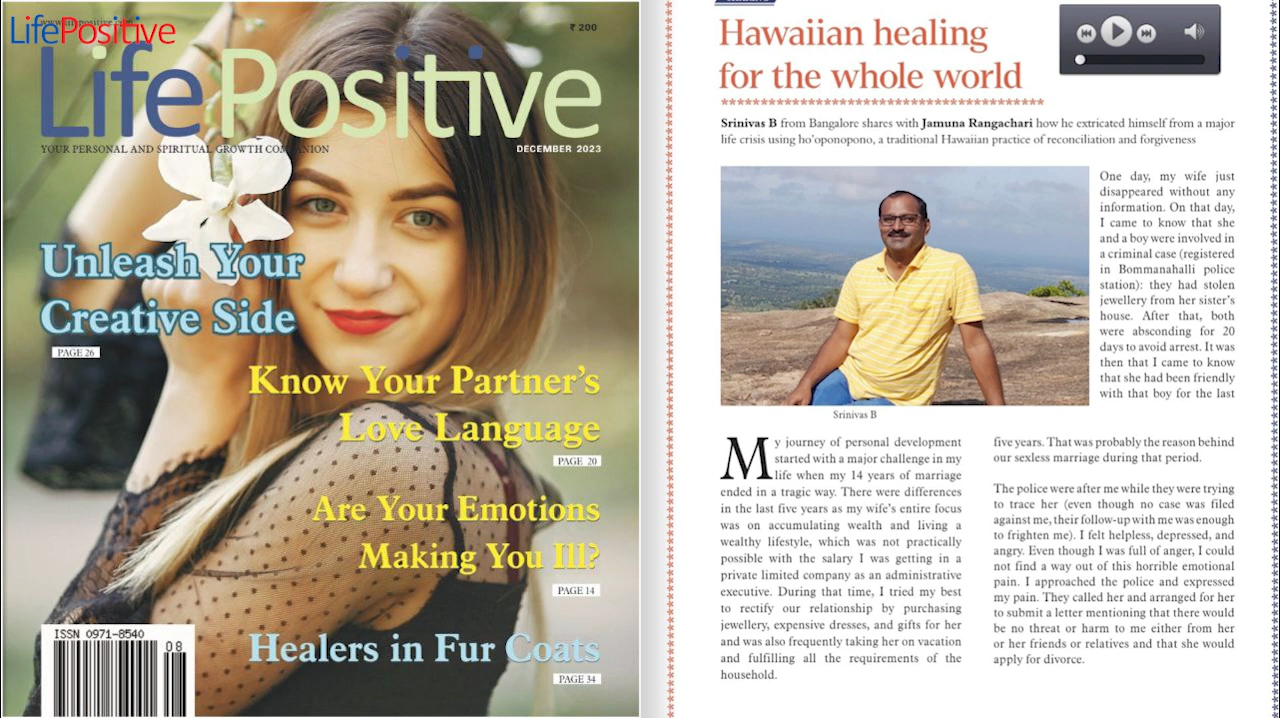 www.lifepositive.com
LifePositive
₹ 200
Life Positive
YOUR PERSONAL AND SPIRITUAL GROWTH COMPANION
DECEMBER 2023
Unleash Your
Creative Side
PAGE 26
Know Your Partner's
Love Language
PAGE 20
Are Your Emotions
Making You Ill?
PAGE 14
ISSN 0971-8540
08
Healers in Fur Coats
PAGE 34
Hawaiian healing
for the whole world
****************************************
Srinivas B from Bangalore shares with Jamuna Rangachari how he extricated himself from a major
life crisis using ho'oponopono, a traditional Hawaiian practice of reconciliation and forgiveness
Srinivas B
My journey of personal development
started with a major challenge in my
life when my 14 years of marriage
ended in a tragic way. There were differences
in the last five years as my wife's entire focus
was on accumulating wealth and living a
wealthy lifestyle, which was not practically
possible with the salary I was getting in a
private limited company as an administrative
executive. During that time, I tried my best
to rectify our relationship by purchasing
jewellery, expensive dresses, and gifts for her
and was also frequently taking her on vacation
and fulfilling all the requirements of the
household.
One day, my wife just
disappeared without any
information. On that day,
I came to know that she
and a boy were involved in
a criminal case (registered
in Bommanahalli police
station): they had stolen
jewellery from her sister's
house. After that, both
were absconding for 20
days to avoid arrest. It was
then that I came to know
that she had been friendly
with that boy for the last
five years. That was probably the reason behind
our sexless marriage during that period.
The police were after me while they were trying
to trace her (even though no case was filed
against me, their follow-up with me was enough
to frighten me). I felt helpless, depressed, and
angry. Even though I was full of anger, I could
not find a way out of this horrible emotional
pain. I approached the police and expressed
my pain. They called her and arranged for her
to submit a letter mentioning that there would
be no threat or harm to me either from her
or her friends or relatives and that she would
apply for divorce.